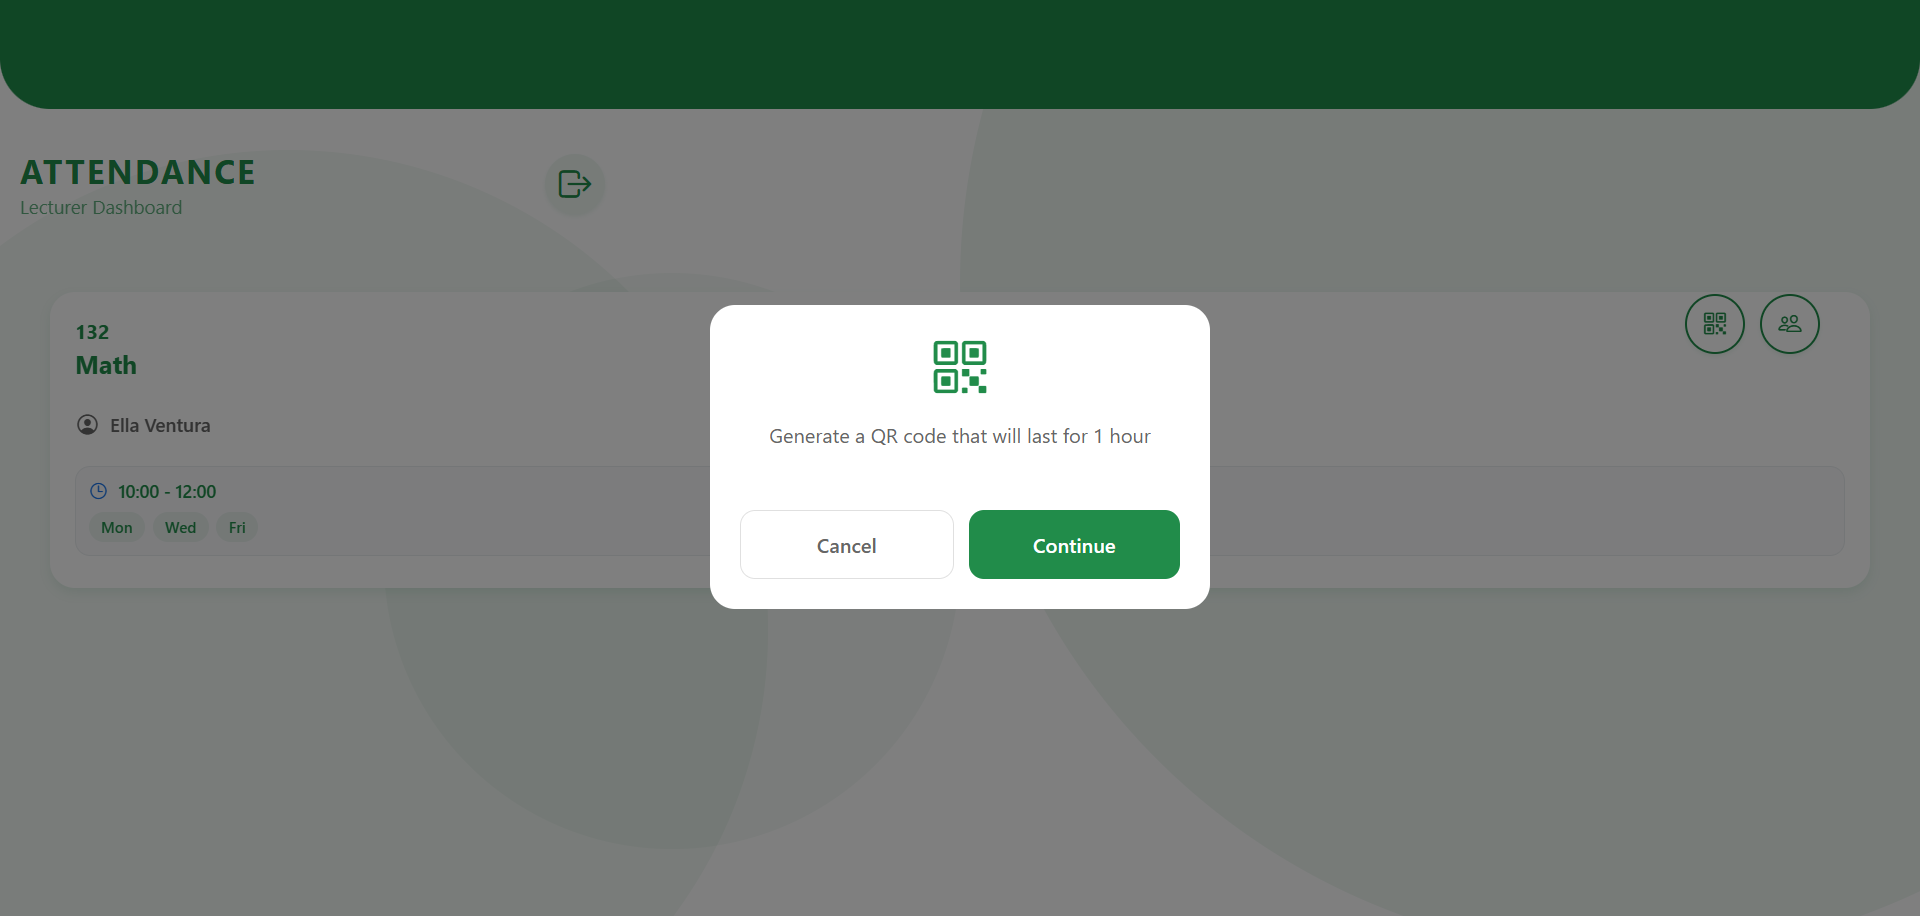 ATTENDANCE
Lecturer Dashboard
132
Math
Ella Ventura
10:00 - 12:00
Mon Wed Fri
Generate a QR code that will last for 1 hour
Cancel Continue